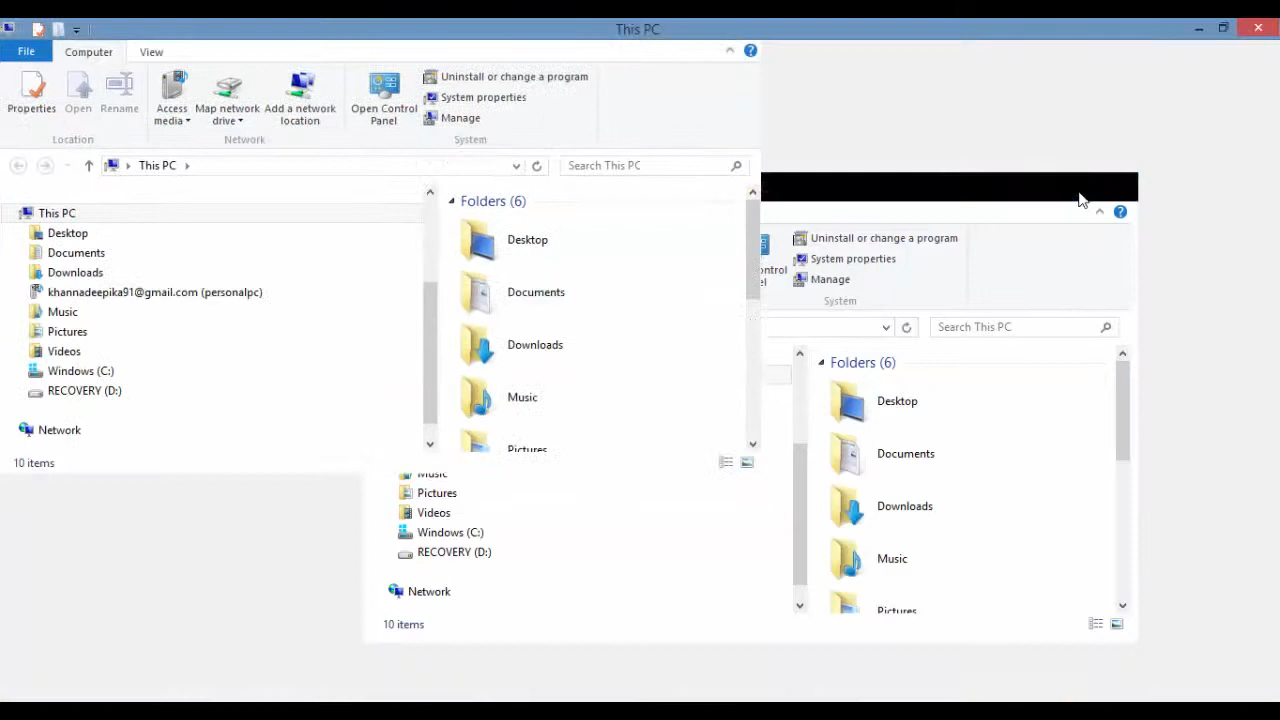 This PC
File Computer View
Properties Open Rename Access media Map network drive Add a network location Open Control Panel Uninstall or change a program
System properties
Manage
Location Network System
This PC Search This PC
This PC
Desktop
Documents
Downloads
khannadeepika91@gmail.com (personalpc)
Music
Pictures
Videos
Windows (C:)
RECOVERY (D:)
Network
10 items
Folders (6)
Desktop
Documents
Downloads
Music
Pictures
Uninstall or change a program
System properties
Manage
System
Search This PC
Music
Pictures
Videos
Windows (C:)
RECOVERY (D:)
Network
10 items
Folders (6)
Desktop
Documents
Downloads
Music
Pictures